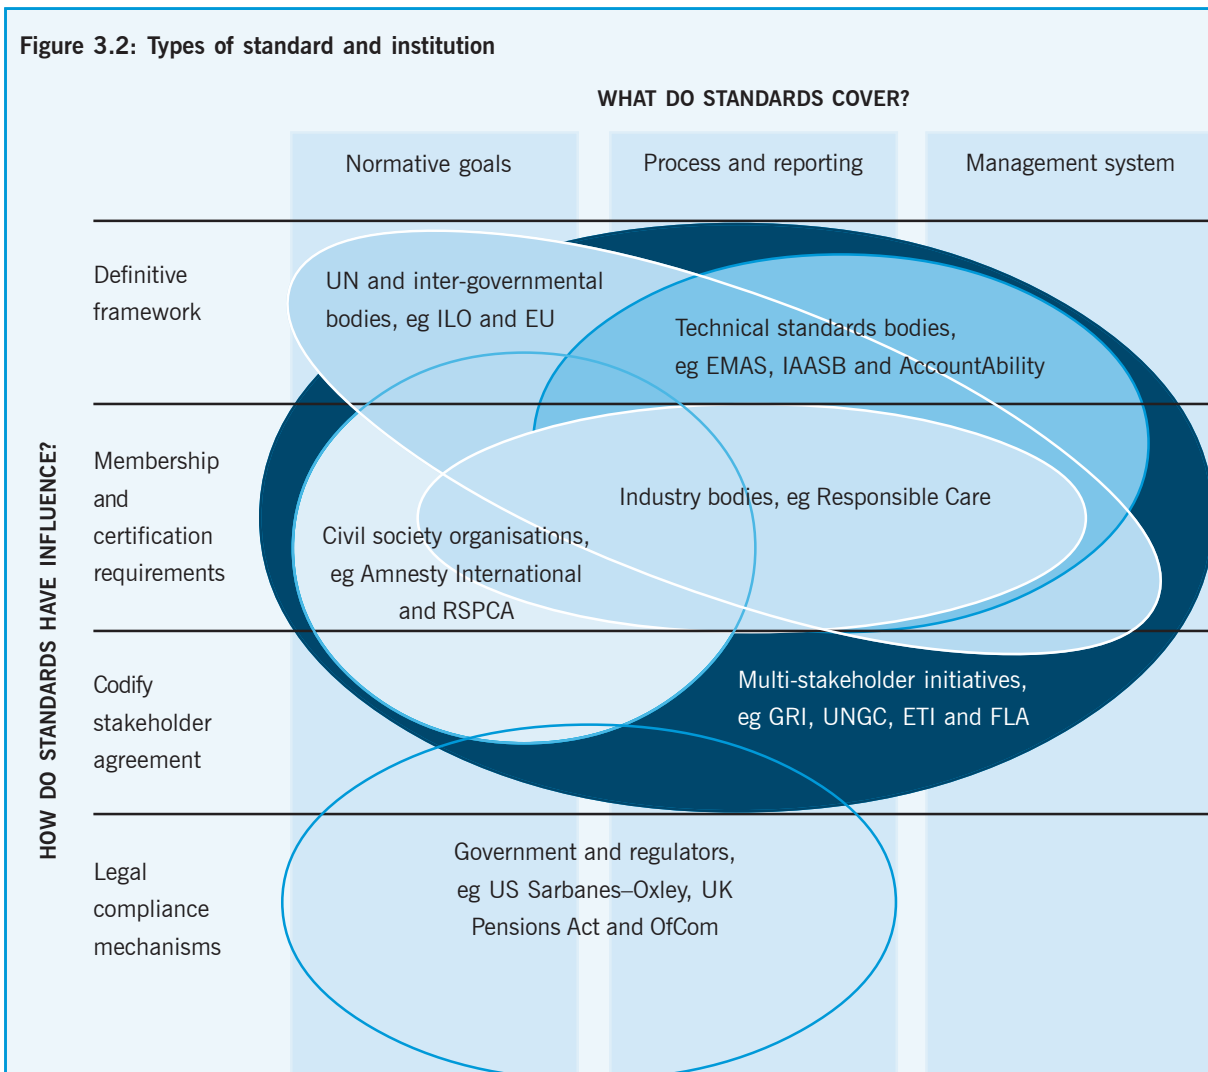 Figure 3.2: Types of standard and institution
WHAT DO STANDARDS COVER?
Normative goals
Process and reporting
Management system
HOW DO STANDARDS HAVE INFLUENCE?
Definitive
framework
UN and inter-governmental
bodies, eg ILO and EU
Technical standards bodies,
eg EMAS, IAASB and AccountAbility
Membership
and
certification
requirements
Industry bodies, eg Responsible Care
Civil society organisations,
eg Amnesty International
and RSPCA
Codify
stakeholder
agreement
Multi-stakeholder initiatives,
eg GRI, UNGC, ETI and FLA
Legal
compliance
mechanisms
Government and regulators,
eg US Sarbanes–Oxley, UK
Pensions Act and OfCom